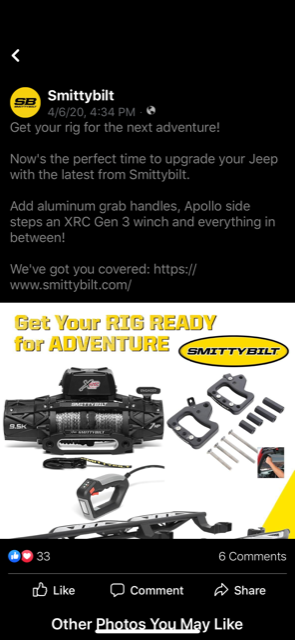 SB
Smittybilt
4/6/20, 4:34 PM ·
Get your rig for the next adventure!
Now's the perfect time to upgrade your Jeep
with the latest from Smittybilt.
Add aluminum grab handles, Apollo side
steps an XRC Gen 3 winch and everything in
between!
We've got you covered: https://
www.smittybilt.com/
Get Your RIG READY
for ADVENTURE
SMITTYBILT
9.5K
SMITTYBILT
33
6 Comments
Like
Comment
Share
Other Photos You May Like